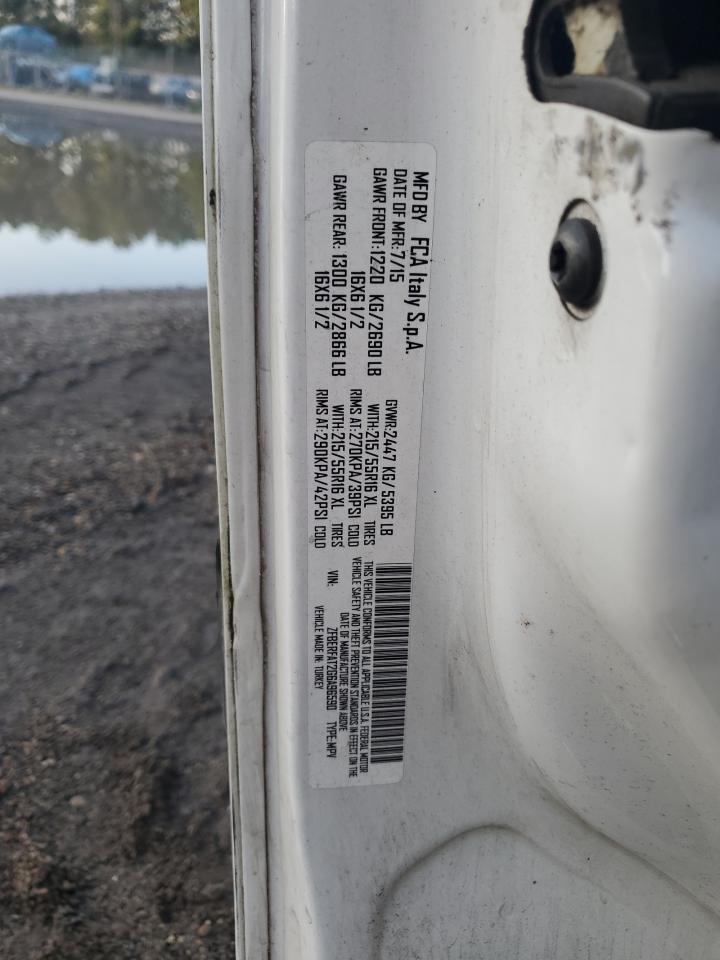 MFD BY FCA Italy S.p.A.
DATE OF MFR:7/15 GVWR:2447 KG/5395 LB
GAWR FRONT:1220 KG/2690 LB WITH:215/55R16 XL TIRES
16X6 1/2 RIMS AT:270KPA/39PSI COLD
GAWR REAR: 1300 KG/2866 LB WITH:215/55R16 XL TIRES
16X6 1/2 RIMS AT:290KPA/42PSI COLD
THIS VEHICLE CONFORMS TO ALL APPLICABLE U.S.A. FEDERAL MOTOR
VEHICLE SAFETY AND THEFT PREVENTION STANDARDS IN EFFECT ON THE
DATE OF MANUFACTURE SHOWN ABOVE
VIN: ZFBERFAT2G6A96590 TYPE:MPV
VEHICLE MADE IN: TURKEY